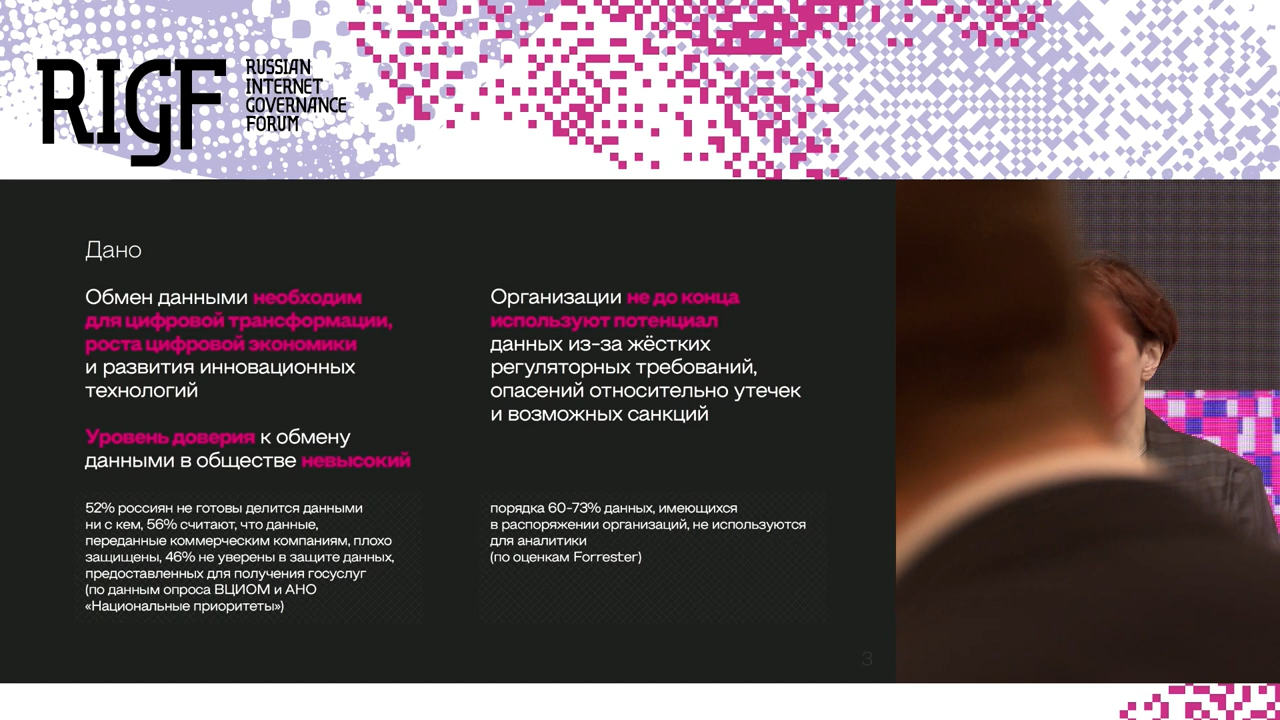 RIGF
RUSSIAN
INTERNET
GOVERNANCE
FORUM
Дано
Обмен данными необходим
для цифровой трансформации,
роста цифровой экономики
и развития инновационных
технологий
Уровень доверия к обмену
данными в обществе невысокий
52% россиян не готовы делится данными
ни с кем, 56% считают, что данные,
переданные коммерческим компаниям, плохо
защищены, 46% не уверены в защите данных,
предоставленных для получения госуслуг
(по данным опроса ВЦИОМ и АНО
«Национальные приоритеты»)
Организации не до конца
используют потенциал
данных из-за жёстких
регуляторных требований,
опасений относительно утечек
и возможных санкций
порядка 60-73% данных, имеющихся
в распоряжении организаций, не используются
для аналитики
(по оценкам Forrester)
3